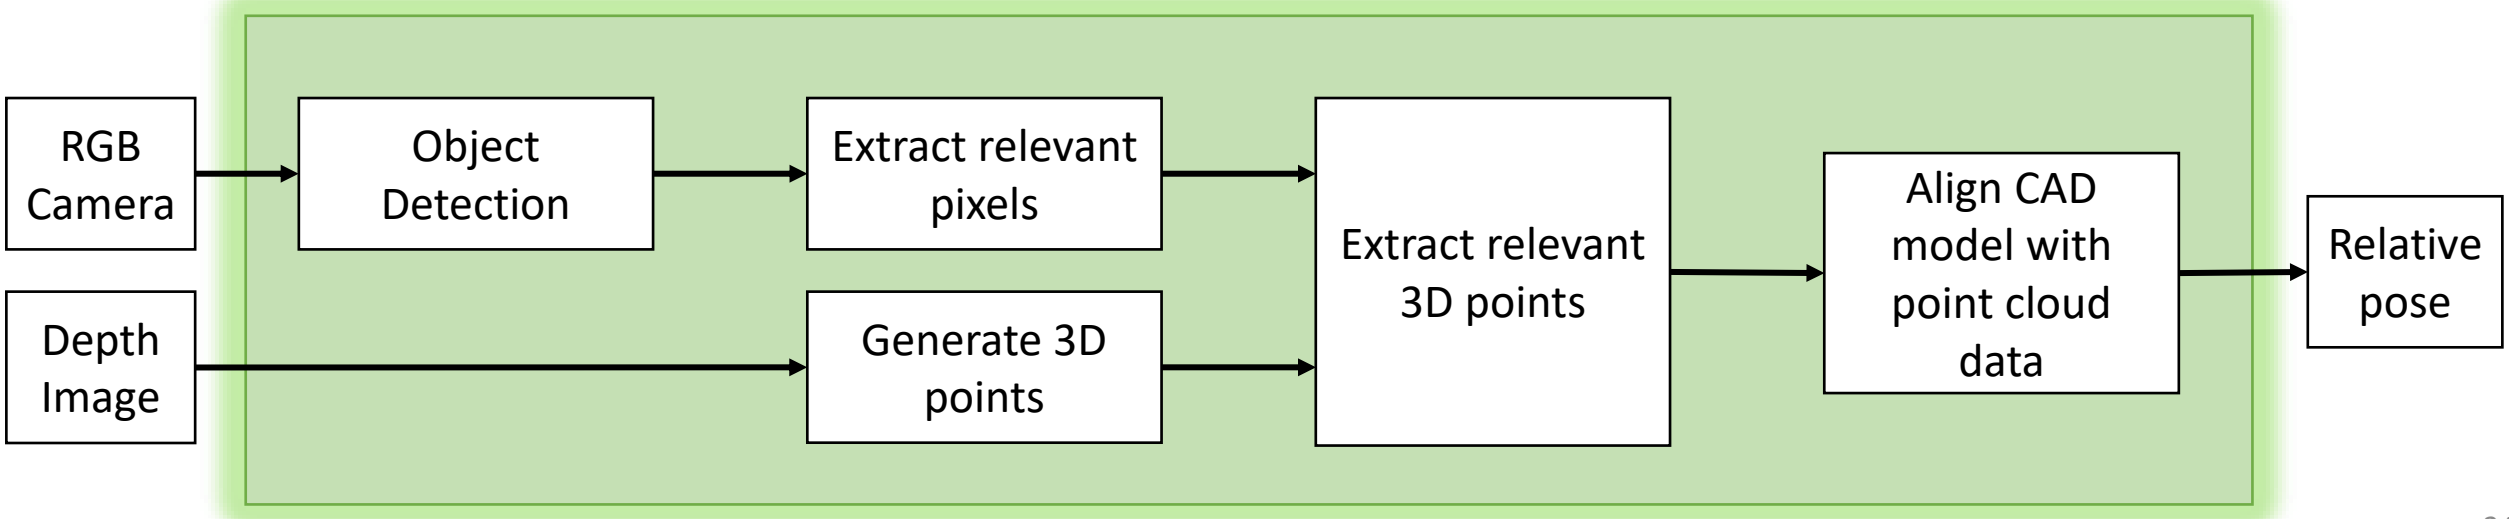 RGB
Camera
Object
Detection
Extract relevant
pixels
Depth
Image
Generate 3D
points
Extract relevant
3D points
Align CAD
model with
point cloud
data
Relative
pose